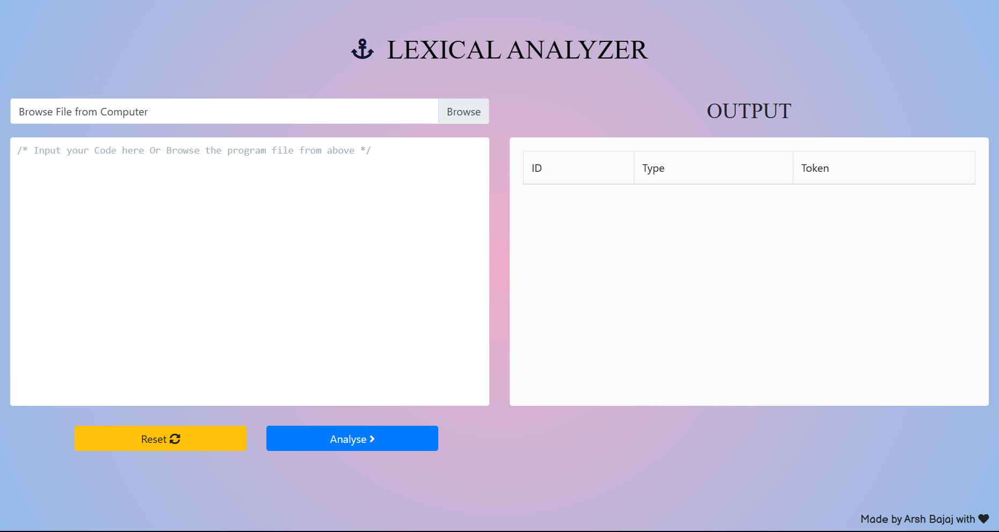 LEXICAL ANALYZER
Browse File from Computer
Browse
OUTPUT
/* Input your Code here Or Browse the program file from above */
ID
Type
Token
Reset
Analyse
Made by Arsh Bajaj with